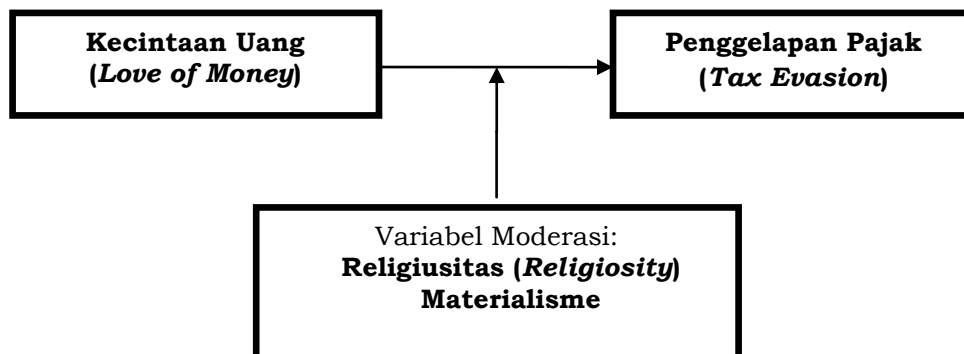 Kecintaan Uang
(Love of Money)
Penggelapan Pajak
(Tax Evasion)
Variabel Moderasi:
Religiusitas (Religiosity)
Materialisme